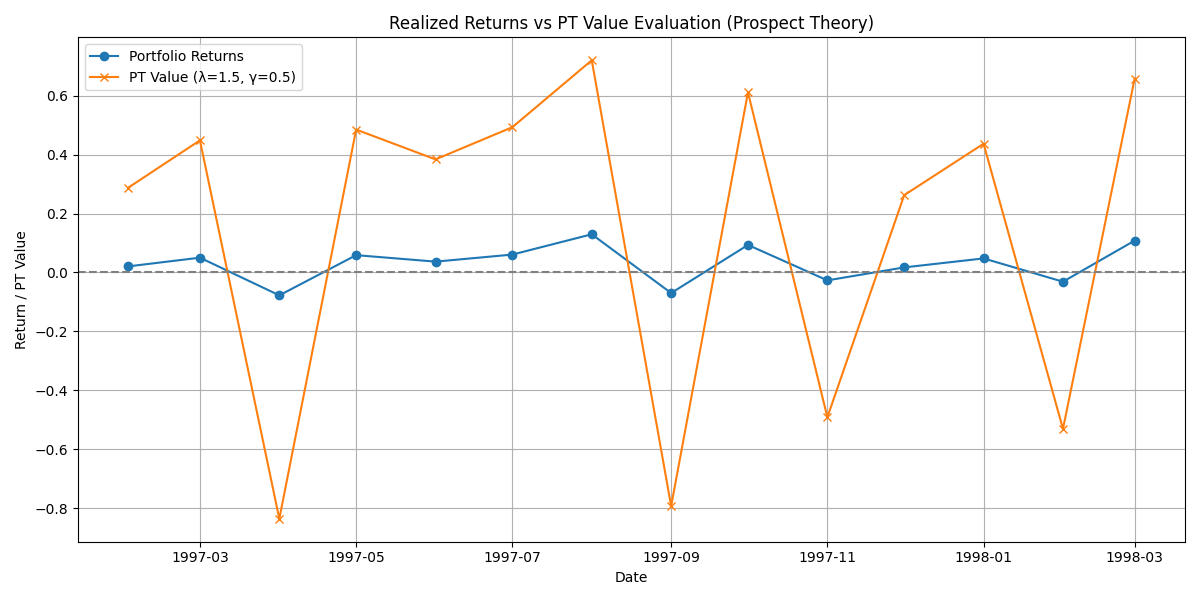 Realized Returns vs PT Value Evaluation (Prospect Theory)
Portfolio Returns
PT Value (λ=1.5, γ=0.5)
Return / PT Value
0.6
0.4
0.2
0.0
−0.2
−0.4
−0.6
−0.8
1997-03 1997-05 1997-07 1997-09 1997-11 1998-01 1998-03
Date